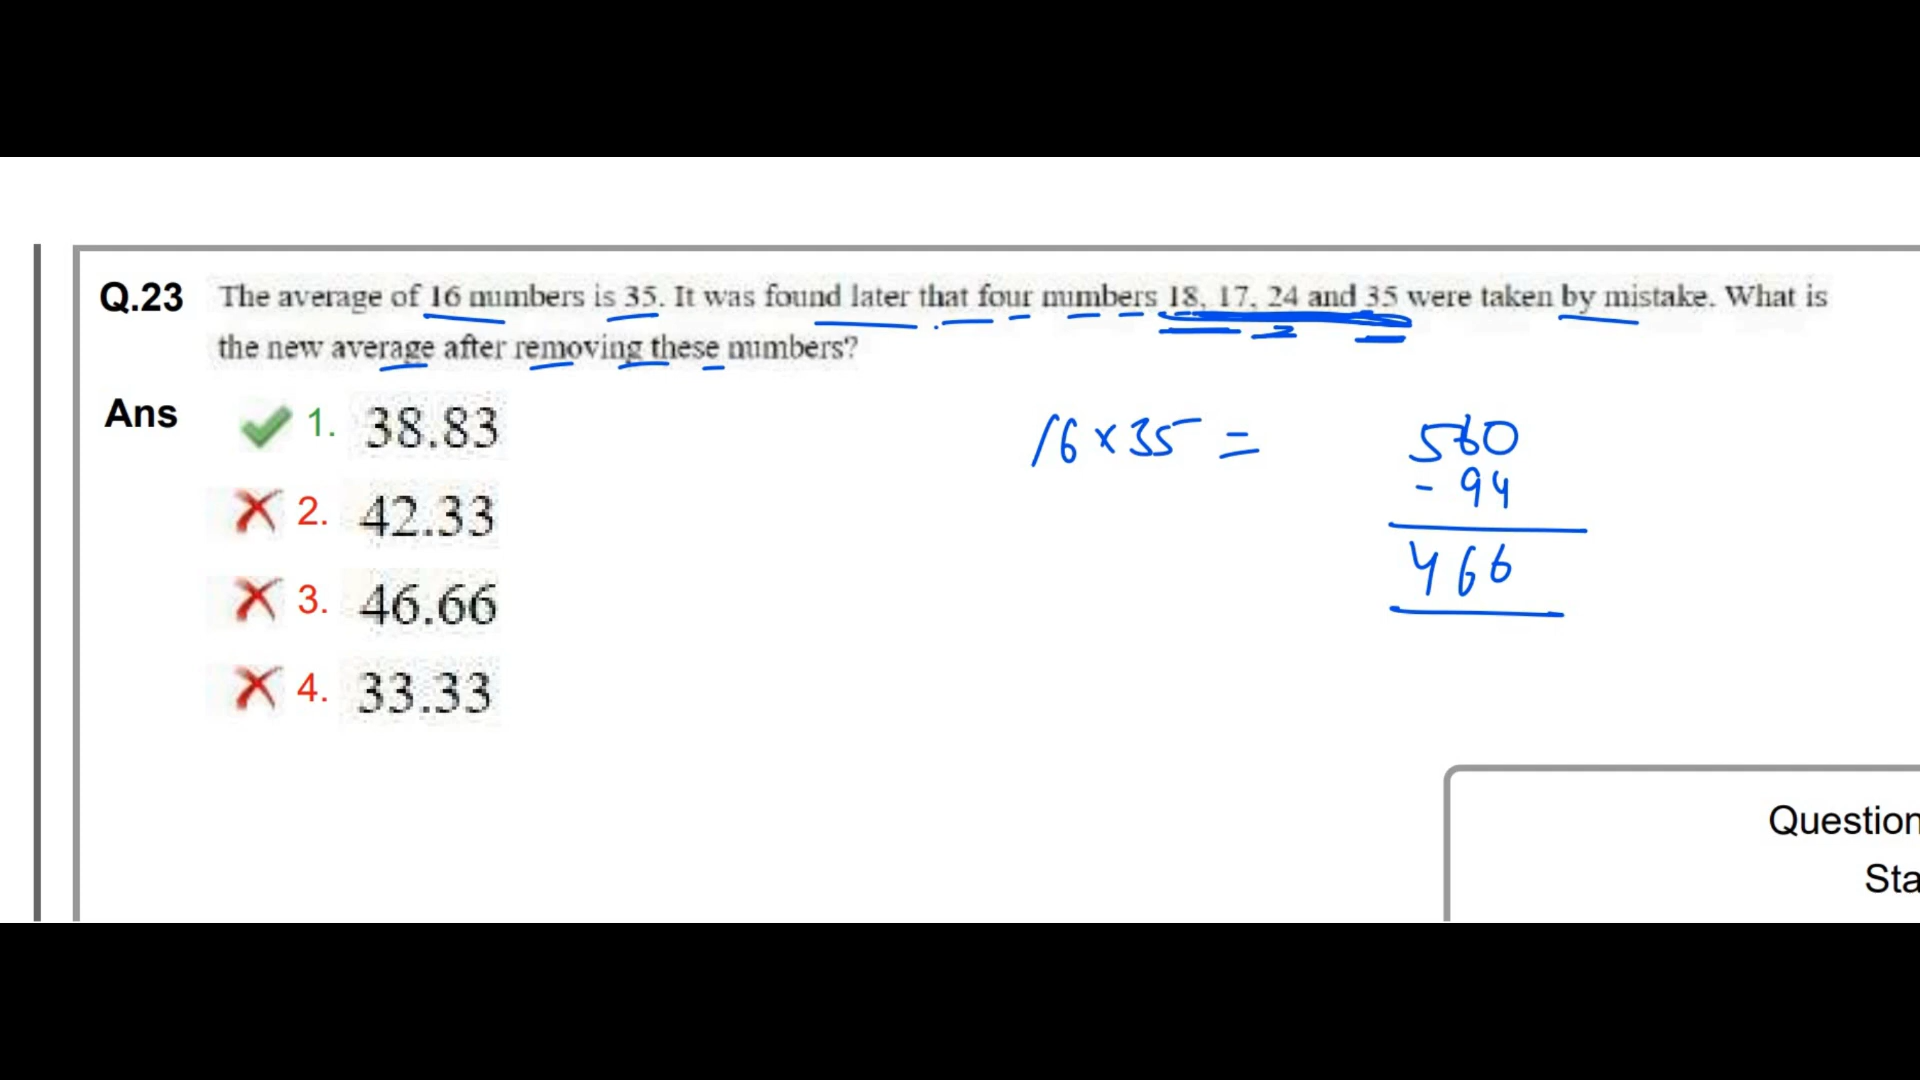 Q.23 The average of 16 numbers is 35. It was found later that four numbers 18, 17, 24 and 35 were taken by mistake. What is
the new average after removing these numbers?
Ans 1. 38.83
2. 42.33
3. 46.66
4. 33.33
16 × 35 = 560
- 94
466
Question
Sta